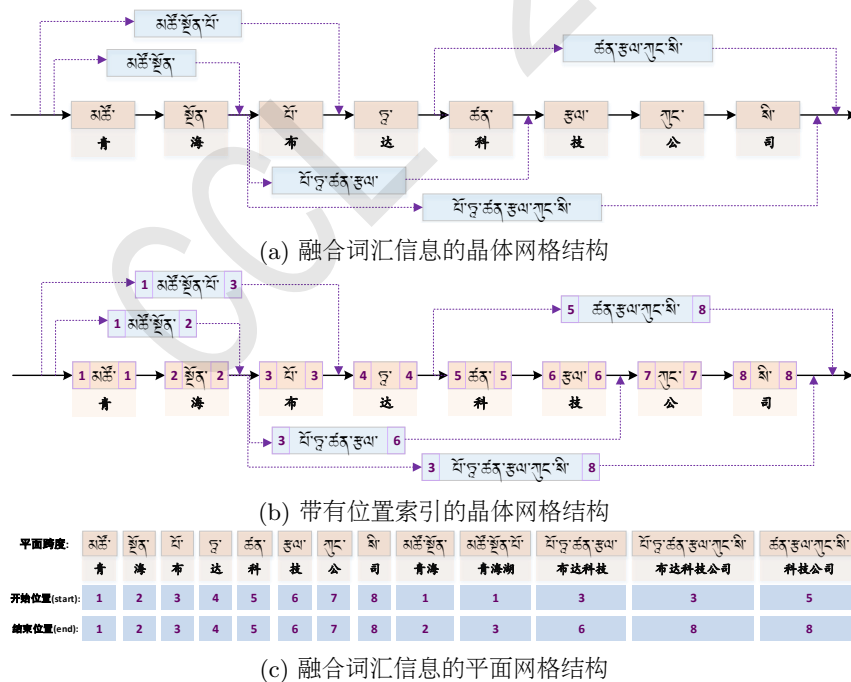 མཚོ་སྔོན་པོ་
མཚོ་སྔོན་
ཚན་རྩལ་ཀུང་སི་
མཚོ་ སྔོན་ པོ་ ཏཱ་ ཚན་ རྩལ་ ཀུང་ སི་
青 海 布 达 科 技 公 司
པོ་ཏཱ་ཚན་རྩལ་
པོ་ཏཱ་ཚན་རྩལ་ཀུང་སི་
(a) 融合词汇信息的晶体网格结构
1 མཚོ་སྔོན་པོ་ 3
1 མཚོ་སྔོན་ 2
5 ཚན་རྩལ་ཀུང་སི་ 8
1 མཚོ་ 1 2 སྔོན་ 2 3 པོ་ 3 4 ཏཱ་ 4 5 ཚན་ 5 6 རྩལ་ 6 7 ཀུང་ 7 8 སི་ 8
青 海 布 达 科 技 公 司
3 པོ་ཏཱ་ཚན་རྩལ་ 6
3 པོ་ཏཱ་ཚན་རྩལ་ཀུང་སི་ 8
(b) 带有位置索引的晶体网格结构
平面跨度: མཚོ་ སྔོན་ པོ་ ཏཱ་ ཚན་ རྩལ་ ཀུང་ སི་ མཚོ་སྔོན་ མཚོ་སྔོན་པོ་ པོ་ཏཱ་ཚན་རྩལ་ པོ་ཏཱ་ཚན་རྩལ་ཀུང་སི་ ཚན་རྩལ་ཀུང་སི་
青 海 布 达 科 技 公 司 青海 青海湖 布达科技 布达科技公司 科技公司
开始位置(start): 1 2 3 4 5 6 7 8 1 1 3 3 5
结束位置(end): 1 2 3 4 5 6 7 8 2 3 6 8 8
(c) 融合词汇信息的平面网格结构